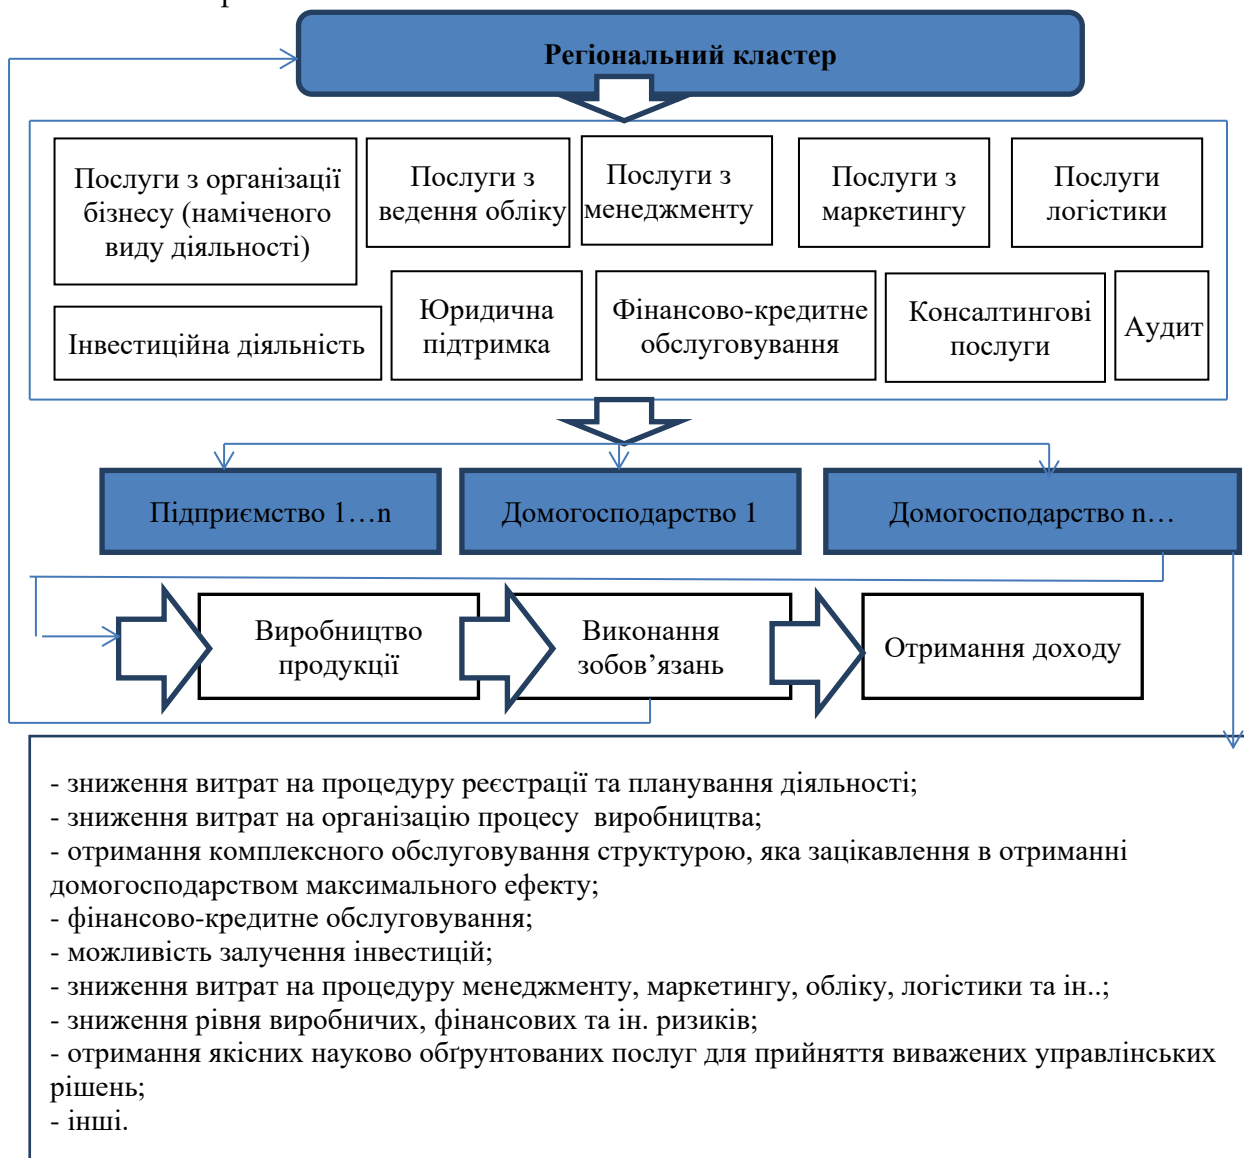 Регіональний кластер
Послуги з організації
бізнесу (наміченого
виду діяльності)
Послуги з
ведення обліку
Послуги з
менеджменту
Послуги з
маркетингу
Послуги
логістики
Інвестиційна діяльність
Юридична
підтримка
Фінансово-кредитне
обслуговування
Консалтингові
послуги
Аудит
Підприємство 1…n
Домогосподарство 1
Домогосподарство n…
Виробництво
продукції
Виконання
зобов’язань
Отримання доходу
- зниження витрат на процедуру реєстрації та планування діяльності;
- зниження витрат на організацію процесу  виробництва;
- отримання комплексного обслуговування структурою, яка зацікавлення в отриманні
домогосподарством максимального ефекту;
- фінансово-кредитне обслуговування;
- можливість залучення інвестицій;
- зниження витрат на процедуру менеджменту, маркетингу, обліку, логістики та ін..;
- зниження рівня виробничих, фінансових та ін. ризиків;
- отримання якісних науково обґрунтованих послуг для прийняття виважених управлінських
рішень;
- інші.